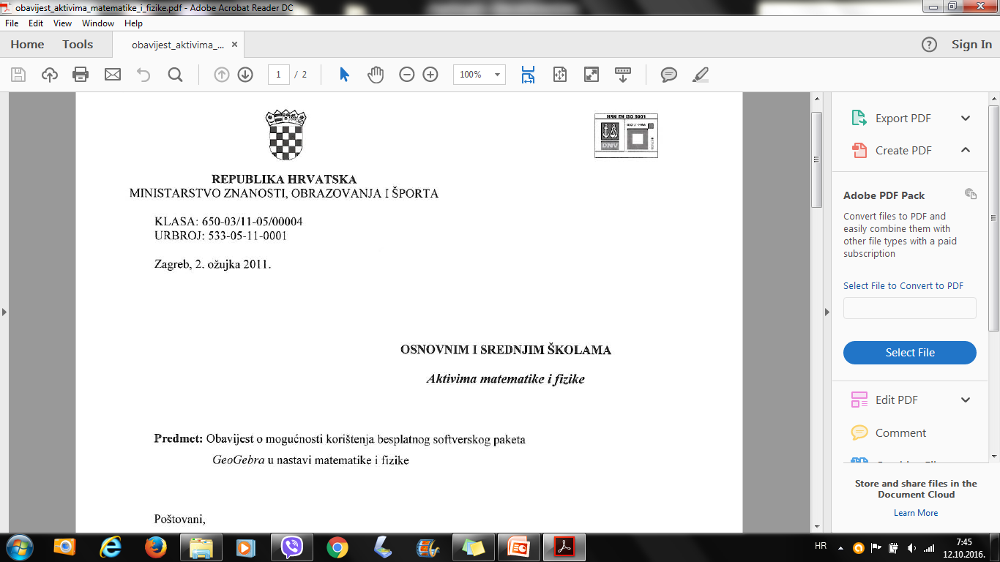 obavijest_aktivima_matematike_i_fizike.pdf - Adobe Acrobat Reader DC
File Edit View Window Help
Home Tools obavijest_aktivima_... × Sign In
1 / 2 100%
HRN EN ISO 9001
DNV
REPUBLIKA HRVATSKA
MINISTARSTVO ZNANOSTI, OBRAZOVANJA I ŠPORTA
KLASA: 650-03/11-05/00004
URBROJ: 533-05-11-0001
Zagreb, 2. ožujka 2011.
OSNOVNIM I SREDNJIM ŠKOLAMA
Aktivima matematike i fizike
Predmet: Obavijest o mogućnosti korištenja besplatnog softverskog paketa
GeoGebra u nastavi matematike i fizike
Poštovani,
Export PDF
Create PDF
Adobe PDF Pack
Convert files to PDF and
easily combine them with
other file types with a paid
subscription
Select File to Convert to PDF
Select File
Edit PDF
Comment
Store and share files in the
Document Cloud
Learn More
HR
7:45
12.10.2016.